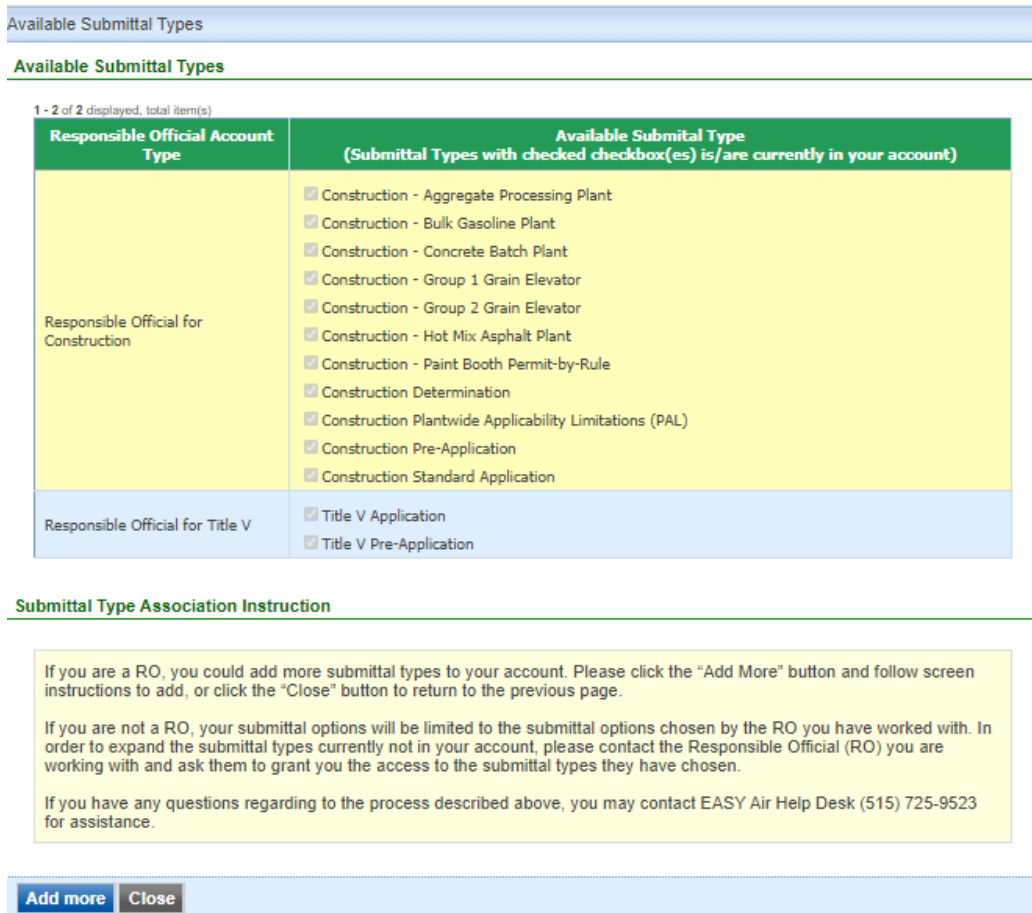 Available Submittal Types
Available Submittal Types
1 - 2 of 2 displayed, total item(s)
Responsible Official Account
Type
Available Submital Type
(Submittal Types with checked checkbox(es) is/are currently in your account)
Responsible Official for
Construction
Construction - Aggregate Processing Plant
Construction - Bulk Gasoline Plant
Construction - Concrete Batch Plant
Construction - Group 1 Grain Elevator
Construction - Group 2 Grain Elevator
Construction - Hot Mix Asphalt Plant
Construction - Paint Booth Permit-by-Rule
Construction Determination
Construction Plantwide Applicability Limitations (PAL)
Construction Pre-Application
Construction Standard Application
Responsible Official for Title V
Title V Application
Title V Pre-Application
Submittal Type Association Instruction
If you are a RO, you could add more submittal types to your account. Please click the “Add More” button and follow screen
instructions to add, or click the “Close” button to return to the previous page.
If you are not a RO, your submittal options will be limited to the submittal options chosen by the RO you have worked with. In
order to expand the submittal types currently not in your account, please contact the Responsible Official (RO) you are
working with and ask them to grant you the access to the submittal types they have chosen.
If you have any questions regarding to the process described above, you may contact EASY Air Help Desk (515) 725-9523
for assistance.
Add more Close